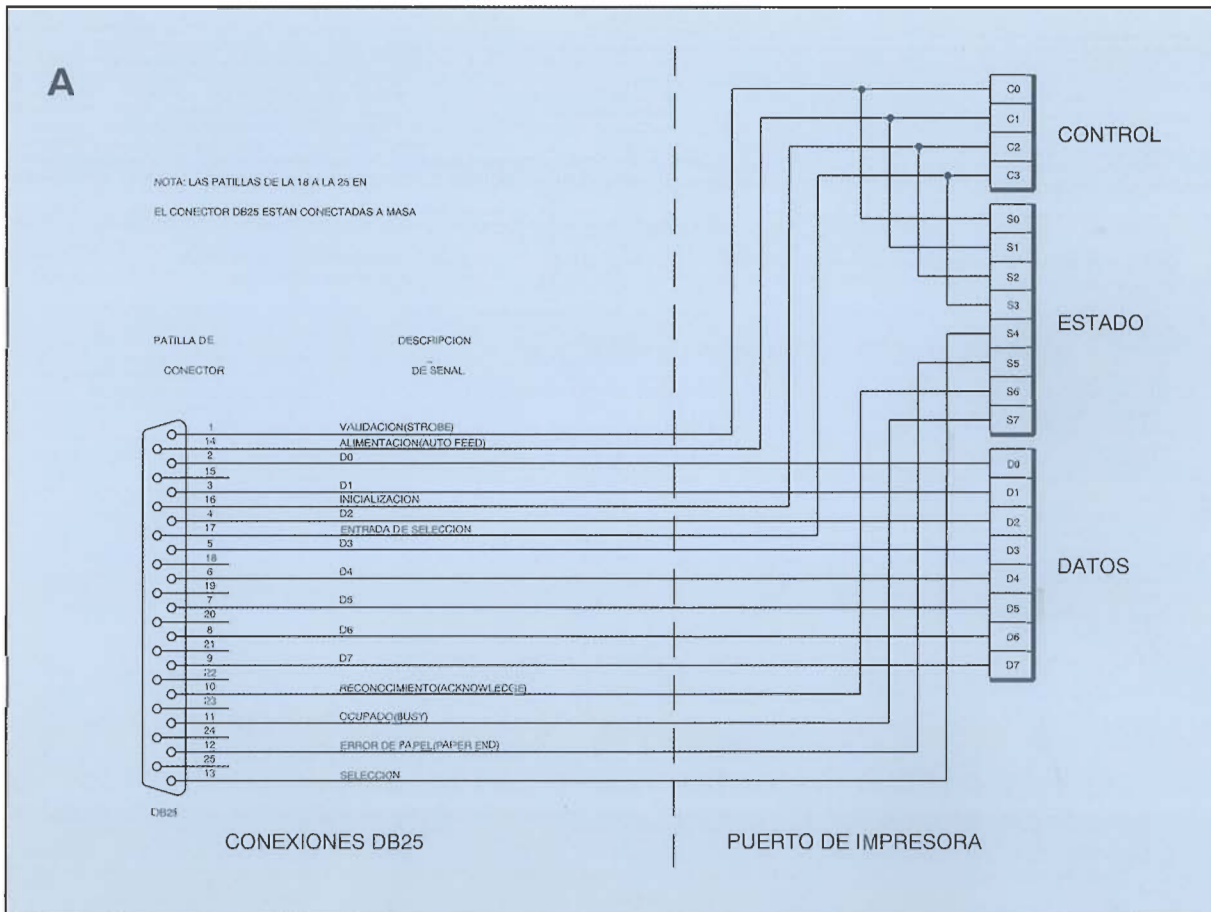 A
NOTA: LAS PATILLAS DE LA 18 A LA 25 EN
EL CONECTOR DB25 ESTAN CONECTADAS A MASA
PATILLA DE
CONECTOR
DESCRIPCION
DE SENAL
1 VALIDACION(STROBE)
14 ALIMENTACION(AUTO FEED)
2 D0
15
3 D1
16 INICIALIZACION
4 D2
17 ENTRADA DE SELECCION
5 D3
18
6 D4
19
7 D5
20
8 D6
21
9 D7
22
10 RECONOCIMIENTO(ACKNOWLEDGE)
23
11 OCUPADO(BUSY)
24
12 ERROR DE PAPEL(PAPER END)
25
13 SELECCION
DB25
CONEXIONES DB25
C0
C1
C2
C3
CONTROL
S0
S1
S2
S3
S4
S5
S6
S7
ESTADO
D0
D1
D2
D3
D4
D5
D6
D7
DATOS
PUERTO DE IMPRESORA